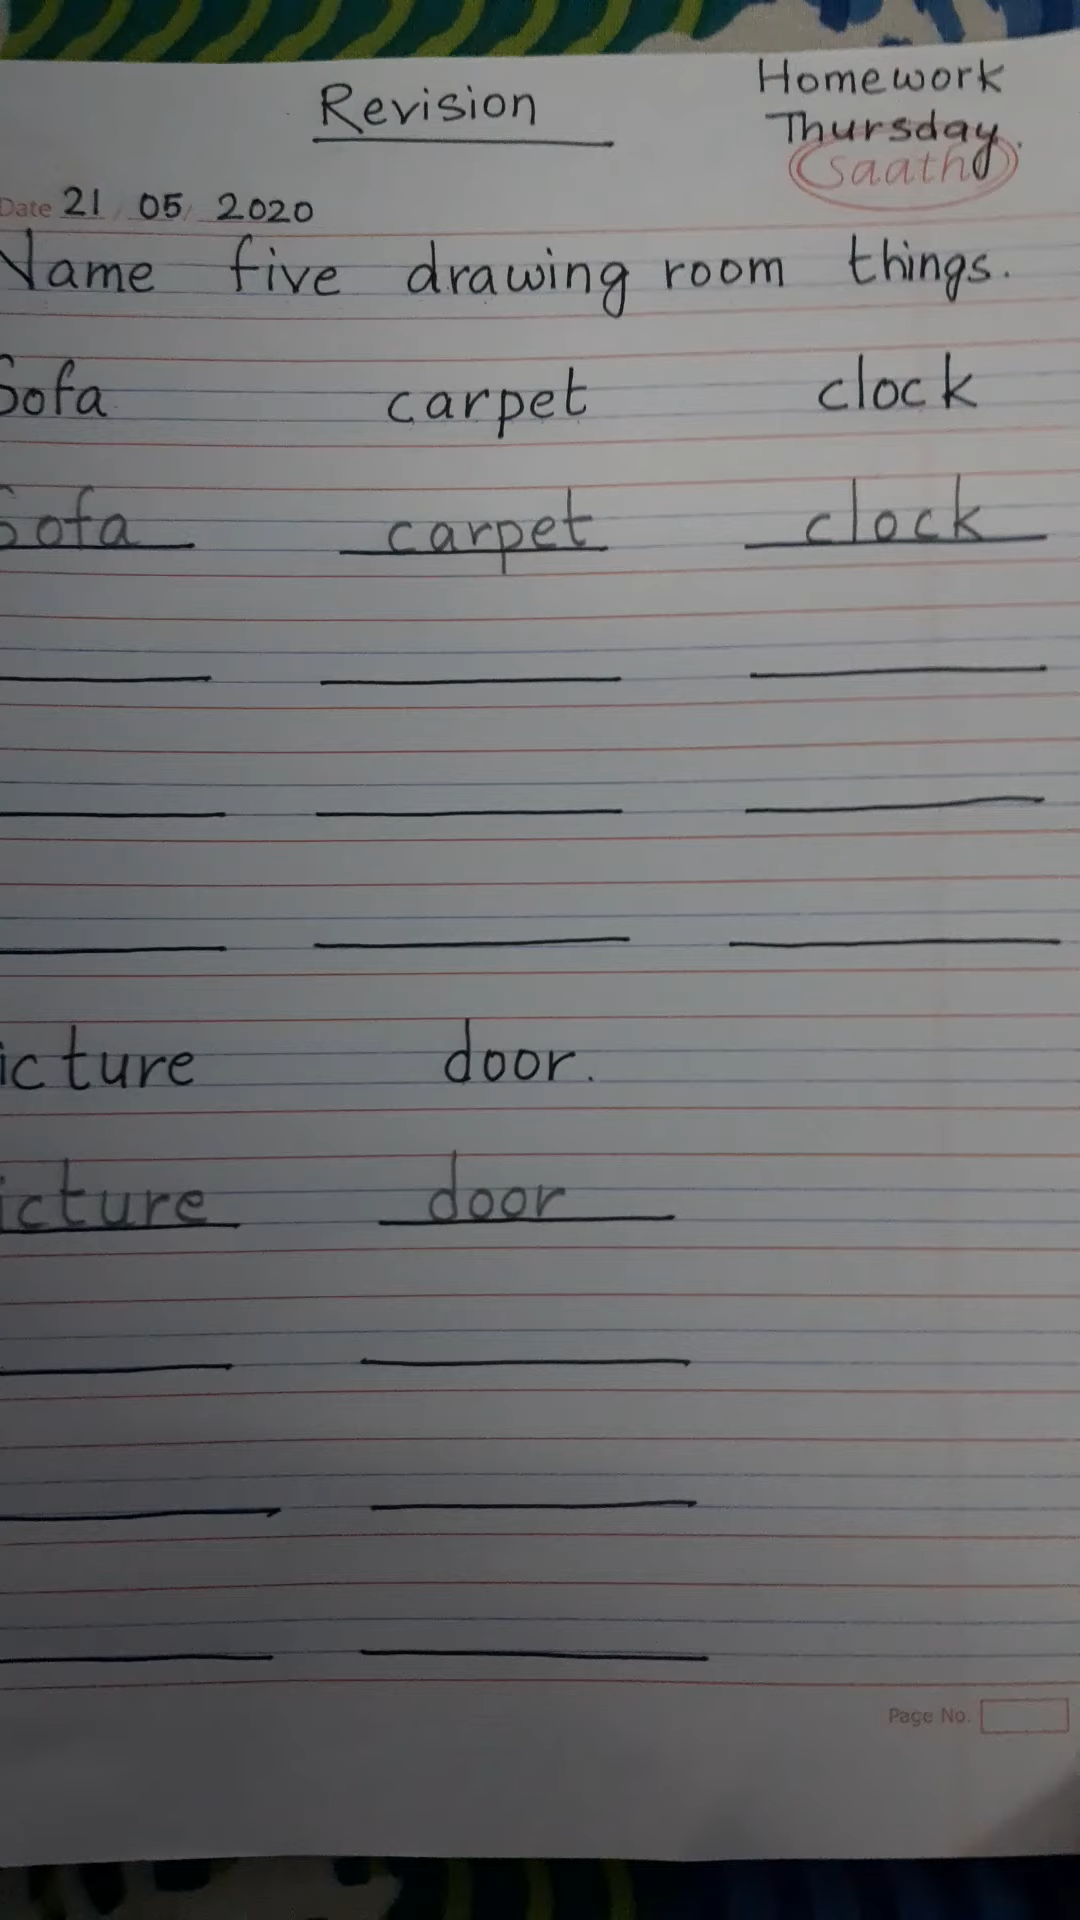 Revision
Homework
Thursday.
saathi
Date 21 / 05 / 2020
Name five drawing room things.
Sofa carpet clock
Sofa carpet clock
icture door.
icture door
Page No.